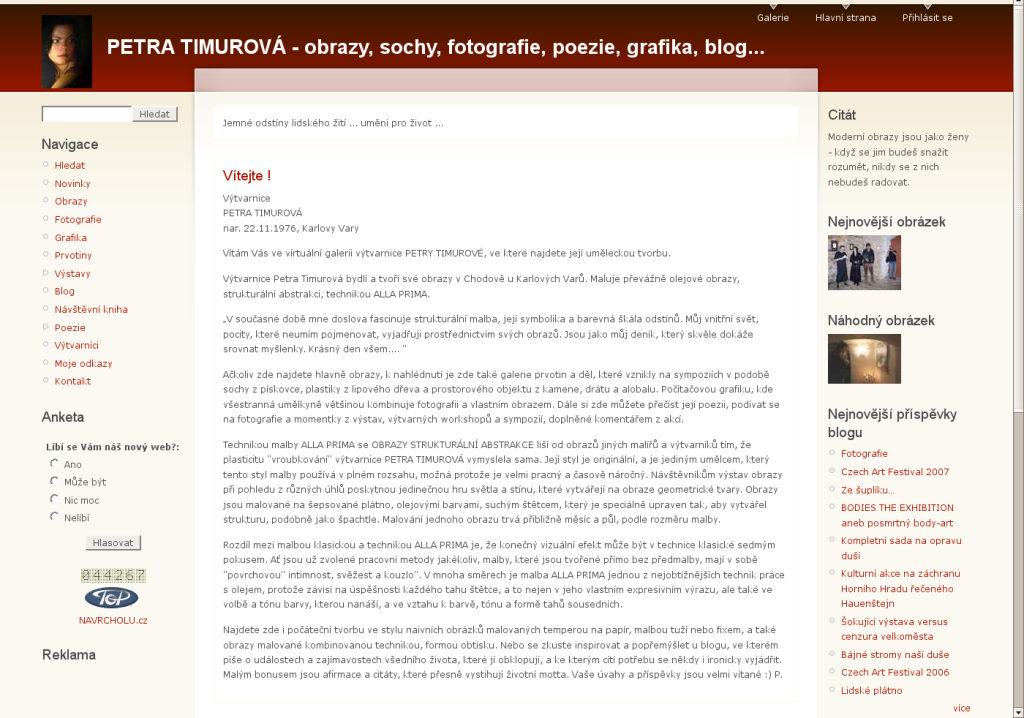 Galerie
Hlavní strana
Přihlásit se
PETRA TIMUROVÁ - obrazy, sochy, fotografie, poezie, grafika, blog...
Hledat
Navigace
Hledat
Novinky
Obrazy
Fotografie
Grafika
Prvotiny
Výstavy
Blog
Návštěvní kniha
Poezie
Výtvarníci
Moje odkazy
Kontakt
Anketa
Líbí se Vám náš nový web?:
Ano
Může být
Nic moc
Nelíbí
Hlasovat
044267
TOP
NAVRCHOLU.cz
Reklama
Jemné odstíny lidského žití ... umění pro život ...
Vítejte !
Výtvarnice
PETRA TIMUROVÁ
nar. 22.11.1976, Karlovy Vary
Vítám Vás ve virtuální galerii výtvarnice PETRY TIMUROVÉ, ve které najdete její uměleckou tvorbu.
Výtvarnice Petra Timurová bydlí a tvoří své obrazy v Chodově u Karlových Varů. Maluje převážně olejové obrazy,
strukturální abstrakci, technikou ALLA PRIMA.
„V současné době mne doslova fascinuje strukturální malba, její symbolika a barevná škála odstínů. Můj vnitřní svět,
pocity, které neumím pojmenovat, vyjadřuji prostřednictvím svých obrazů. Jsou jako můj deník, který skvěle dokáže
srovnat myšlenky. Krásný den všem.... "
Ačkoliv zde najdete hlavně obrazy, k nahlédnutí je zde také galerie prvotin a děl, které vznikly na sympoziích v podobě
sochy z pískovce, plastiky z lipového dřeva a prostorového objektu z kamene, drátu a alobalu. Počítačovou grafiku, kde
všestranná umělkyně většinou kombinuje fotografii a vlastním obrazem. Dále si zde můžete přečíst její poezii, podívat se
na fotografie a momentky z výstav, výtvarných workshopů a sympozií, doplněné komentářem z akcí.
Technikou malby ALLA PRIMA se OBRAZY STRUKTURÁLNÍ ABSTRAKCE liší od obrazů jiných malířů a výtvarníků tím, že
plasticitu "vroubkování" výtvarnice PETRA TIMUROVÁ vymyslela sama. Její styl je originální, a je jediným umělcem, který
tento styl malby používá v plném rozsahu, možná protože je velmi pracný a časově náročný. Návštěvníkům výstav obrazy
při pohledu z různých úhlů poskytnou jedinečnou hru světla a stínu, které vytvářejí na obraze geometrické tvary. Obrazy
jsou malované na šepsované plátno, olejovými barvami, suchým štětcem, který je speciálně upraven tak, aby vytvářel
strukturu, podobně jako špachtle. Malování jednoho obrazu trvá přibližně měsíc a půl, podle rozměru malby.
Rozdíl mezi malbou klasickou a technikou ALLA PRIMA je, že konečný vizuální efekt může být v technice klasické sedmým
pokusem. Ať jsou už zvolené pracovní metody jakékoliv, malby, které jsou tvořené přímo bez předmalby, mají v sobě
"povrchovou" intimnost, svěžest a kouzlo". V mnoha směrech je malba ALLA PRIMA jednou z nejobtížnějších technik práce
s olejem, protože závisí na úspěšnosti každého tahu štětce, a to nejen v jeho vlastním expresivním výrazu, ale také ve
volbě a tónu barvy, kterou nanáší, a ve vztahu k barvě, tónu a formě tahů sousedních.
Najdete zde i počáteční tvorbu ve stylu naivních obrázků malovaných temperou na papír, malbou tuží nebo fixem, a také
obrazy malované kombinovanou technikou, formou obtisku. Nebo se zkuste inspirovat a popřemýšlet u blogu, ve kterém
píše o událostech a zajímavostech všedního života, které jí obklopují, a ke kterým cítí potřebu se někdy i ironicky vyjádřit.
Malým bonusem jsou afirmace a citáty, které přesně vystihují životní motta. Vaše úvahy a příspěvky jsou velmi vítané :) P.
Citát
Moderní obrazy jsou jako ženy
- když se jim budeš snažit
rozumět, nikdy se z nich
nebudeš radovat.
Nejnovější obrázek
Náhodný obrázek
Nejnovější příspěvky
blogu
Fotografie
Czech Art Festival 2007
Ze šuplíku...
BODIES THE EXHIBITION
aneb posmrtný body-art
Kompletní sada na opravu
duší
Kulturní akce na záchranu
Horního Hradu řečeného
Hauenštejn
Šokující výstava versus
cenzura velkoměsta
Bájné stromy naší duše
Czech Art Festival 2006
Lidské plátno
více